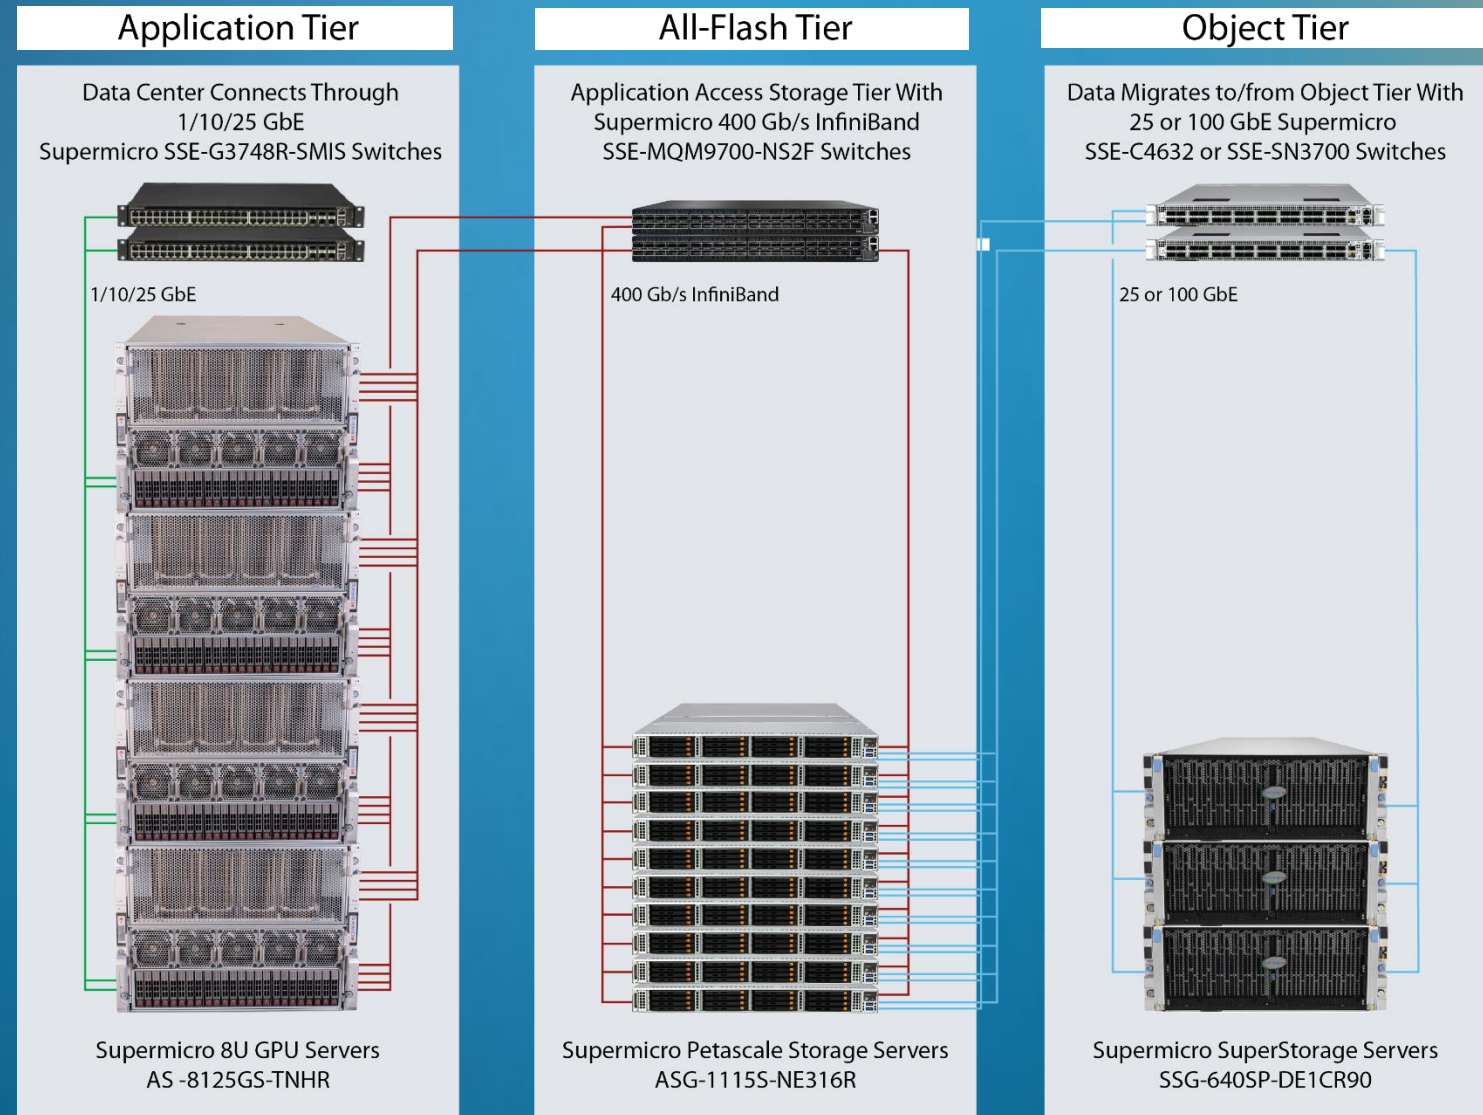 Application Tier
All-Flash Tier
Object Tier
Data Center Connects Through
1/10/25 GbE
Supermicro SSE-G3748R-SMIS Switches
Application Access Storage Tier With
Supermicro 400 Gb/s InfiniBand
SSE-MQM9700-NS2F Switches
Data Migrates to/from Object Tier With
25 or 100 GbE Supermicro
SSE-C4632 or SSE-SN3700 Switches
1/10/25 GbE
400 Gb/s InfiniBand
25 or 100 GbE
Supermicro 8U GPU Servers
AS -8125GS-TNHR
Supermicro Petascale Storage Servers
ASG-1115S-NE316R
Supermicro SuperStorage Servers
SSG-640SP-DE1CR90